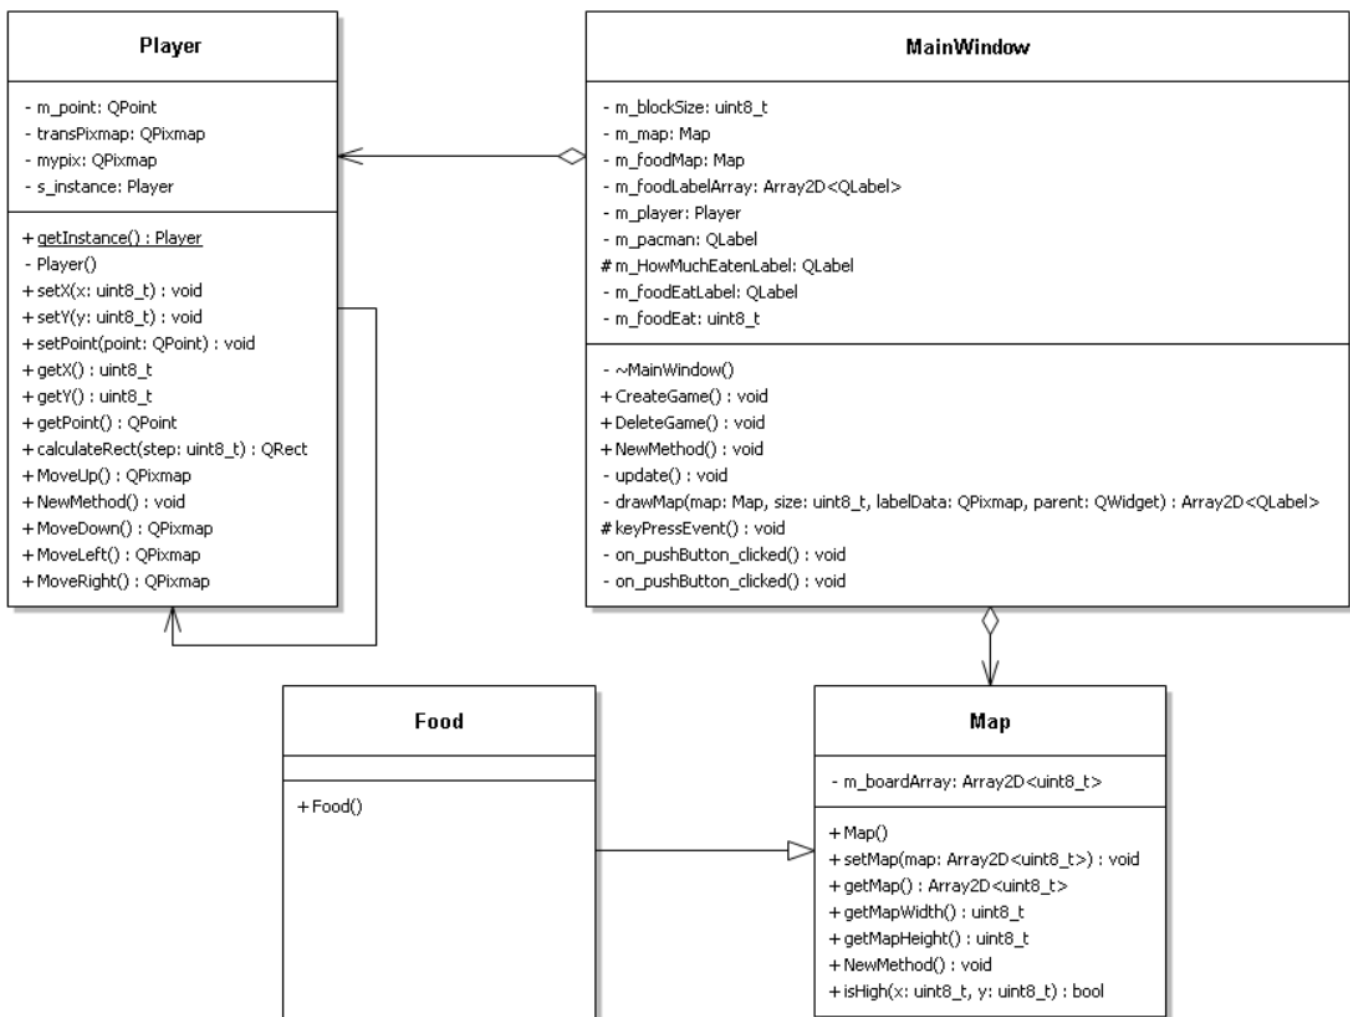 Player
- m_point: QPoint
- transPixmap: QPixmap
- mypix: QPixmap
- s_instance: Player
+ getInstance() : Player
- Player()
+ setX(x: uint8_t) : void
+ setY(y: uint8_t) : void
+ setPoint(point: QPoint) : void
+ getX() : uint8_t
+ getY() : uint8_t
+ getPoint() : QPoint
+ calculateRect(step: uint8_t) : QRect
+ MoveUp() : QPixmap
+ NewMethod() : void
+ MoveDown() : QPixmap
+ MoveLeft() : QPixmap
+ MoveRight() : QPixmap
MainWindow
- m_blockSize: uint8_t
- m_map: Map
- m_foodMap: Map
- m_foodLabelArray: Array2D<QLabel>
- m_player: Player
- m_pacman: QLabel
# m_HowMuchEatenLabel: QLabel
- m_foodEatLabel: QLabel
- m_foodEat: uint8_t
- ~MainWindow()
+ CreateGame() : void
+ DeleteGame() : void
+ NewMethod() : void
- update() : void
- drawMap(map: Map, size: uint8_t, labelData: QPixmap, parent: QWidget) : Array2D<QLabel>
# keyPressEvent() : void
- on_pushButton_clicked() : void
- on_pushButton_clicked() : void
Food
+ Food()
Map
- m_boardArray: Array2D<uint8_t>
+ Map()
+ setMap(map: Array2D<uint8_t>) : void
+ getMap() : Array2D<uint8_t>
+ getMapWidth() : uint8_t
+ getMapHeight() : uint8_t
+ NewMethod() : void
+ isHigh(x: uint8_t, y: uint8_t) : bool